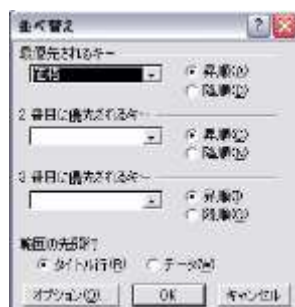 並べ替え
最優先されるキー
価格
昇順(A)
降順(D)
2 番目に優先されるキー
昇順(C)
降順(N)
3 番目に優先されるキー
昇順(I)
降順(G)
範囲の先頭行
タイトル行(R) データ(W)
オプション(O) OK キャンセル